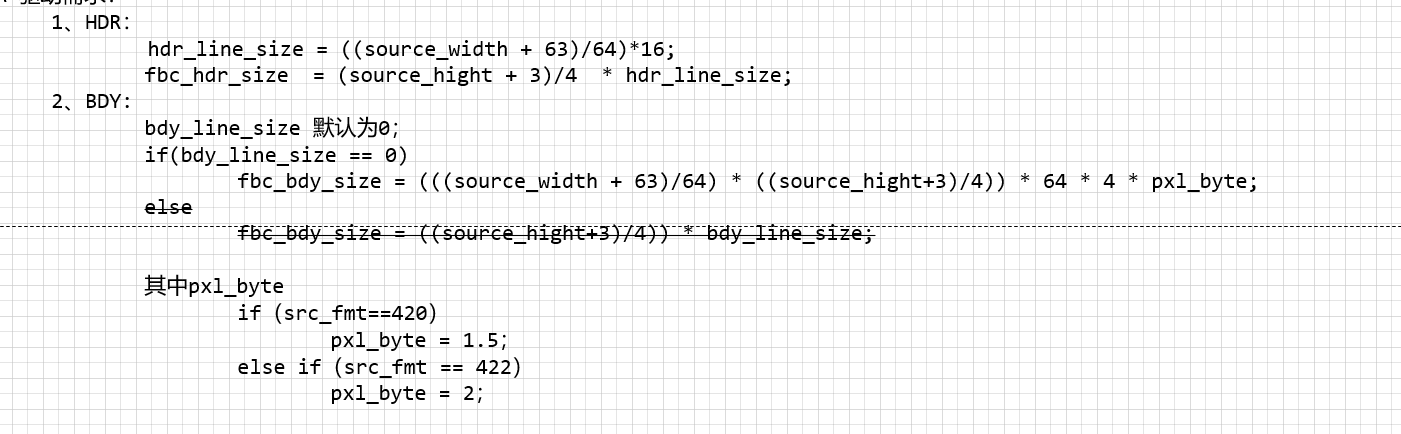 1、HDR:
hdr_line_size = ((source_width + 63)/64)*16;
fbc_hdr_size = (source_hight + 3)/4 * hdr_line_size;
2、BDY:
bdy_line_size 默认为0;
if(bdy_line_size == 0)
fbc_bdy_size = (((source_width + 63)/64) * ((source_hight+3)/4)) * 64 * 4 * pxl_byte;
else
fbc_bdy_size = ((source_hight+3)/4)) * bdy_line_size;
其中pxl_byte
if (src_fmt==420)
pxl_byte = 1.5;
else if (src_fmt == 422)
pxl_byte = 2;